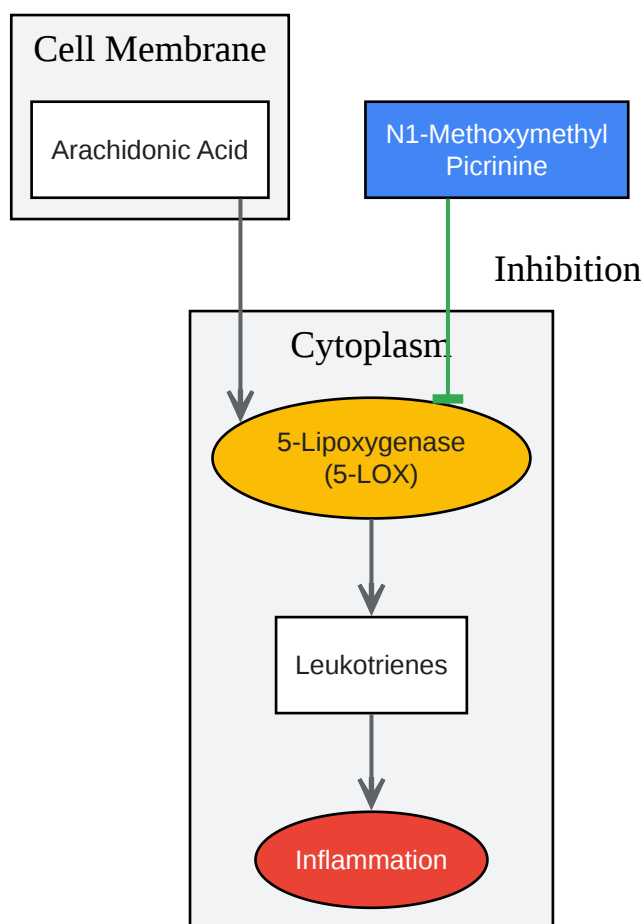 Cell Membrane
Arachidonic Acid
N1-Methoxymethyl
Picrinine
Inhibition
Cytoplasm
5-Lipoxygenase
(5-LOX)
Leukotrienes
Inflammation